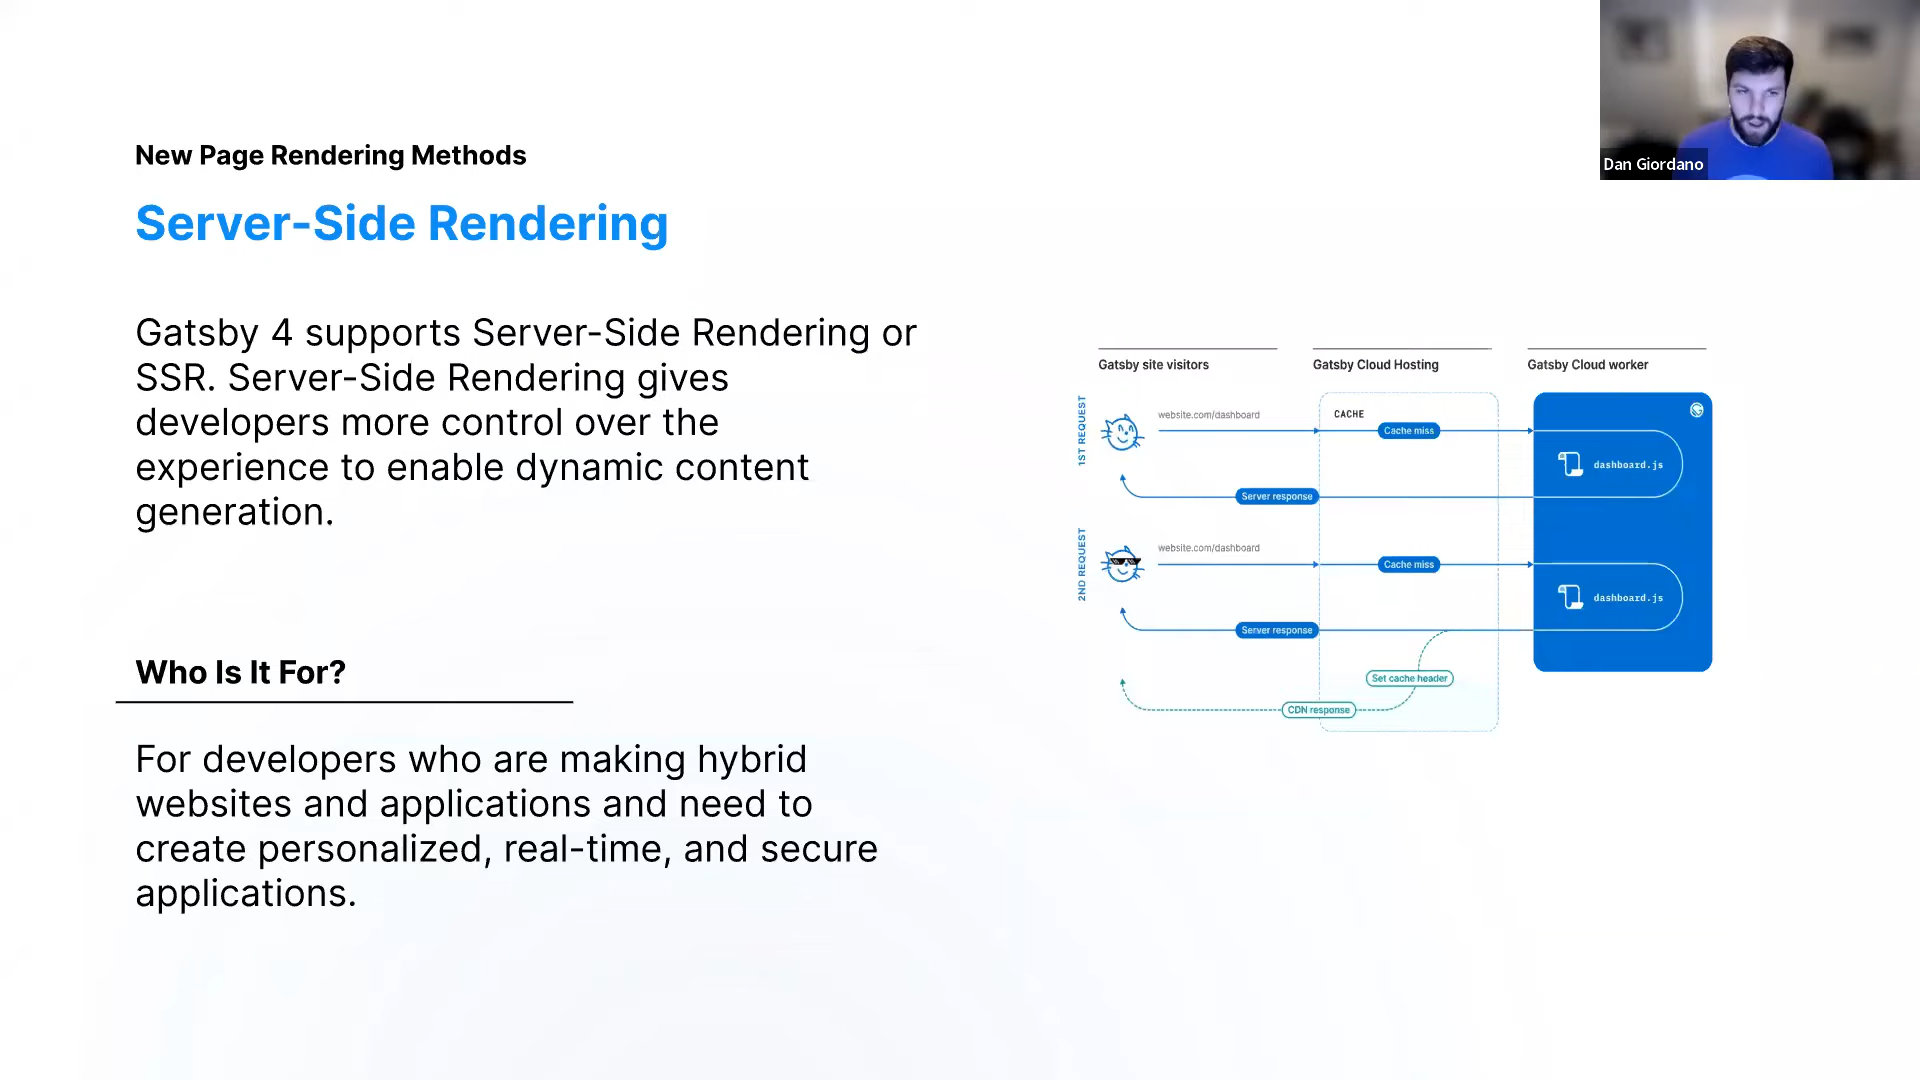 New Page Rendering Methods
Server-Side Rendering
Gatsby 4 supports Server-Side Rendering or
SSR. Server-Side Rendering gives
developers more control over the
experience to enable dynamic content
generation.
Who Is It For?
For developers who are making hybrid
websites and applications and need to
create personalized, real-time, and secure
applications.
Dan Giordano
Gatsby site visitors
Gatsby Cloud Hosting
Gatsby Cloud worker
1ST REQUEST
website.com/dashboard
CACHE
Cache miss
dashboard.js
Server response
2ND REQUEST
website.com/dashboard
Cache miss
dashboard.js
Server response
Set cache header
CDN response